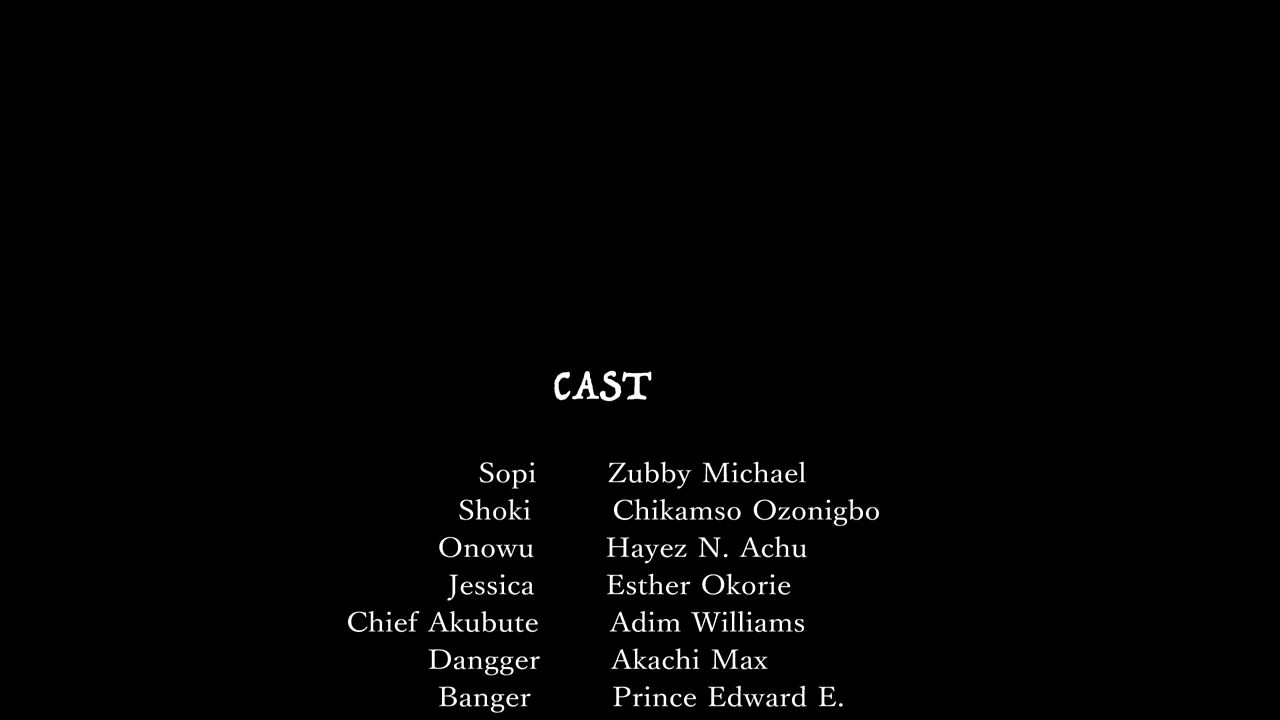 CAST
Sopi Zubby Michael
Shoki Chikamso Ozonigbo
Onowu Hayez N. Achu
Jessica Esther Okorie
Chief Akubute Adim Williams
Dangger Akachi Max
Banger Prince Edward E.